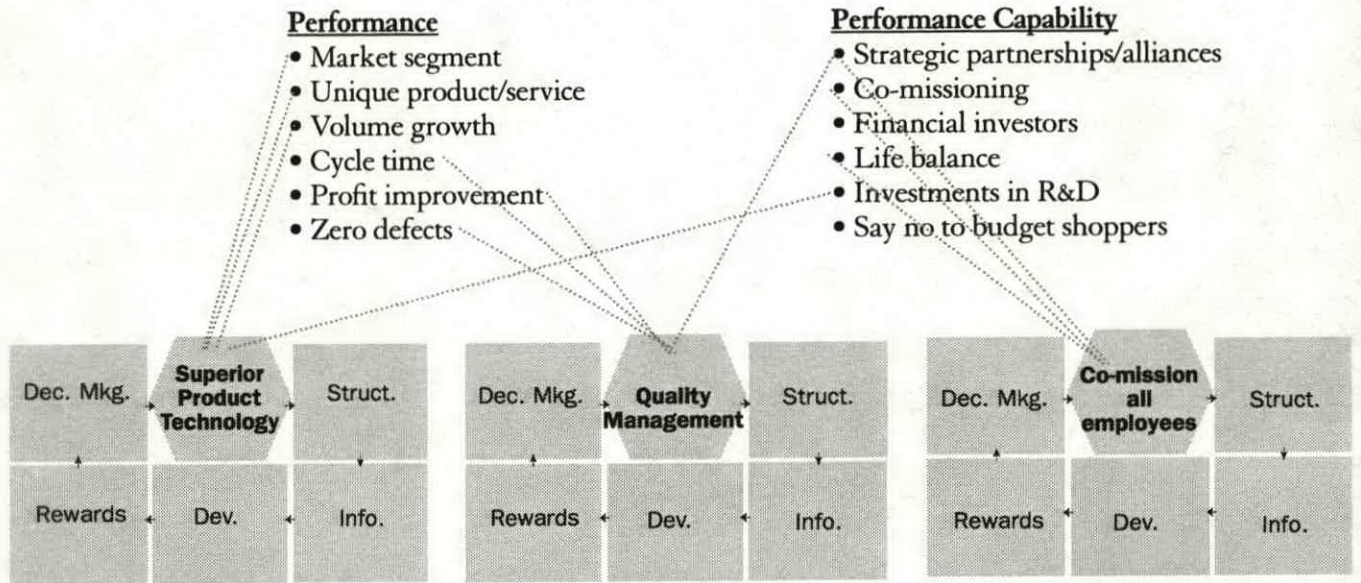 Performance
• Market segment
• Unique product/service
• Volume growth
• Cycle time
• Profit improvement
• Zero defects
Performance Capability
• Strategic partnerships/alliances
• Co-missioning
• Financial investors
• Life balance
• Investments in R&D
• Say no to budget shoppers
Dec. Mkg.
Superior
Product
Technology
Struct.
Rewards
Dev.
Info.
Dec. Mkg.
Quality
Management
Struct.
Rewards
Dev.
Info.
Dec. Mkg.
Co-mission
all
employees
Struct.
Rewards
Dev.
Info.